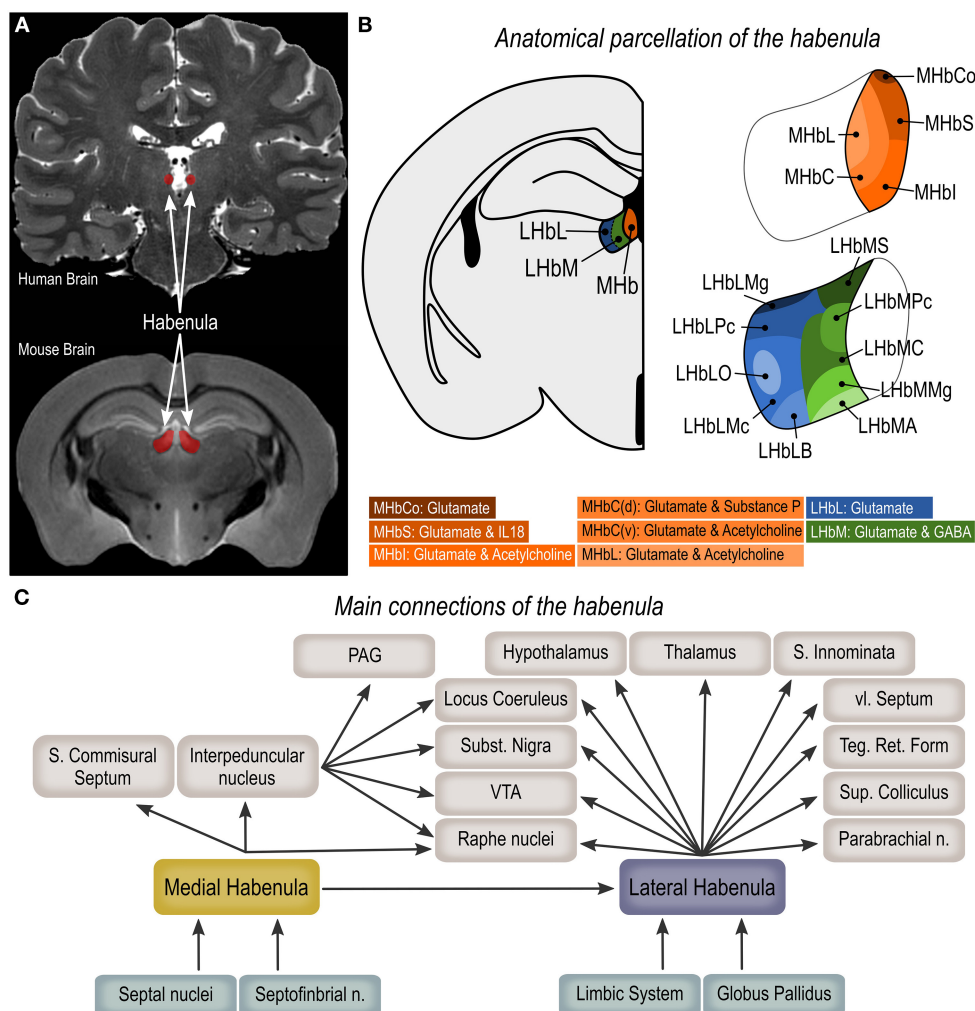 A
Human Brain
Habenula
Mouse Brain
B
Anatomical parcellation of the habenula
LHbL
LHbM
MHb
MHbCo
MHbS
MHbL
MHbC
MHbI
LHbMS
LHbLMg
LHbMPc
LHbLPc
LHbMC
LHbLO
LHbMMg
LHbLMc
LHbMA
LHbLB
MHbCo: Glutamate
MHbS: Glutamate & IL18
MHbI: Glutamate & Acetylcholine
MHbC(d): Glutamate & Substance P
MHbC(v): Glutamate & Acetylcholine
MHbL: Glutamate & Acetylcholine
LHbL: Glutamate
LHbM: Glutamate & GABA
C
Main connections of the habenula
PAG
Hypothalamus
Thalamus
S. Innominata
Locus Coeruleus
vl. Septum
S. Commisural
Septum
Interpeduncular
nucleus
Subst. Nigra
Teg. Ret. Form
VTA
Sup. Colliculus
Raphe nuclei
Parabrachial n.
Medial Habenula
Lateral Habenula
Septal nuclei
Septofinbrial n.
Limbic System
Globus Pallidus